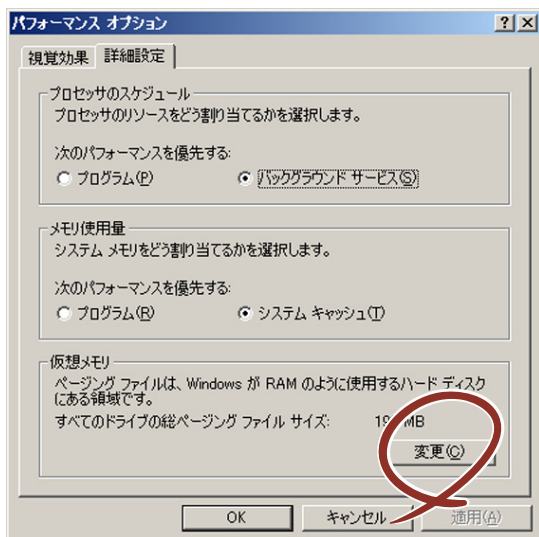 パフォーマンス オプション
視覚効果 詳細設定
プロセッサのスケジュール
プロセッサのリソースをどう割り当てるかを選択します。
次のパフォーマンスを優先する:
プログラム(P) バックグラウンド サービス(S)
メモリ使用量
システム メモリをどう割り当てるかを選択します。
次のパフォーマンスを優先する:
プログラム(R) システム キャッシュ(T)
仮想メモリ
ページング ファイルは、Windows が RAM のように使用するハード ディスク
にある領域です。
すべてのドライブの総ページング ファイル サイズ: MB
変更(C)
OK キャンセル 適用(A)